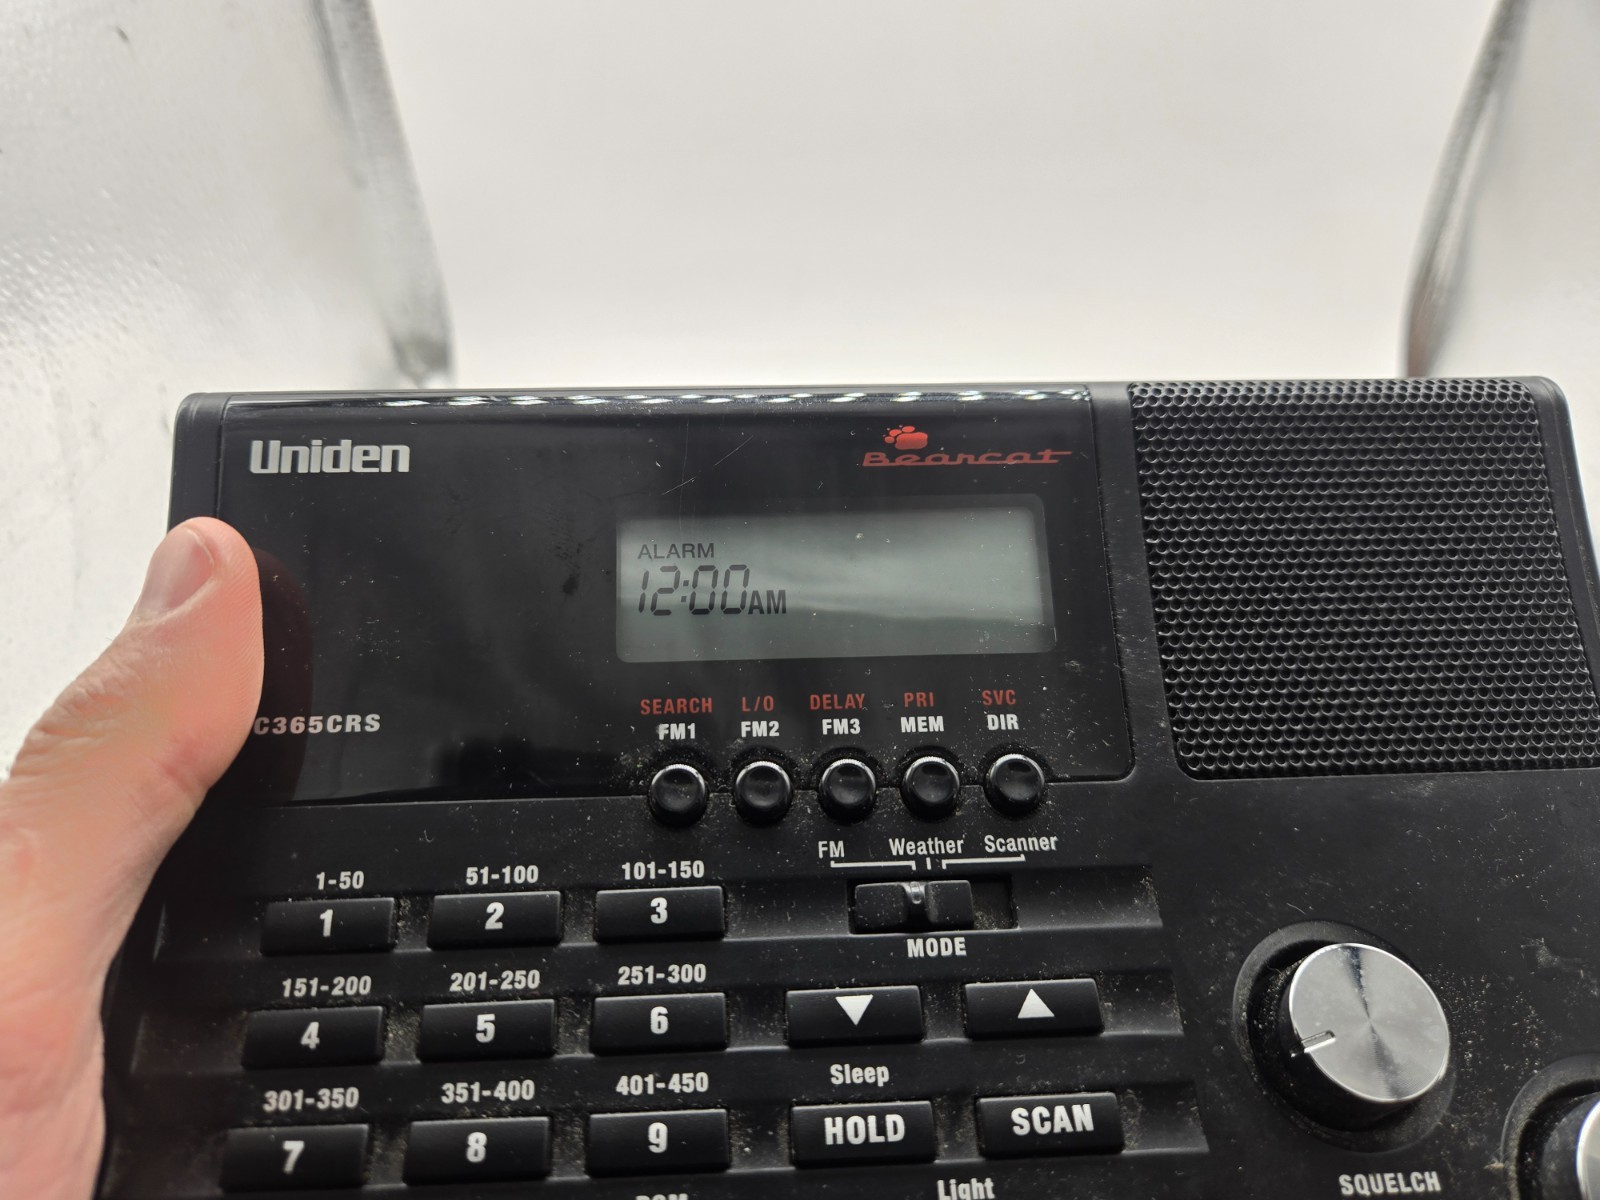 Uniden
Bearcat
ALARM
12:00AM
C365CRS
SEARCH L/O DELAY PRI SVC
FM1 FM2 FM3 MEM DIR
FM Weather Scanner
1-50 51-100 101-150
1 2 3
MODE
151-200 201-250 251-300
4 5 6
Sleep
301-350 351-400 401-450
7 8 9 HOLD SCAN
SQUELCH
Light